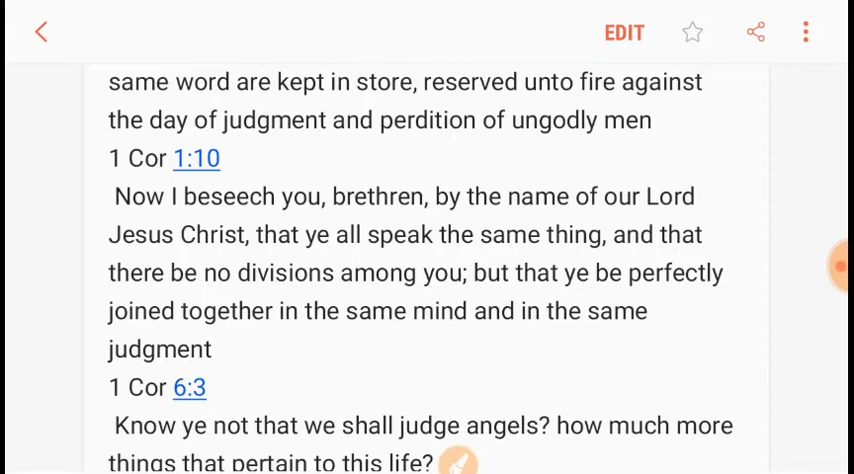 EDIT
same word are kept in store, reserved unto fire against
the day of judgment and perdition of ungodly men
1 Cor 1:10
Now I beseech you, brethren, by the name of our Lord
Jesus Christ, that ye all speak the same thing, and that
there be no divisions among you; but that ye be perfectly
joined together in the same mind and in the same
judgment
1 Cor 6:3
Know ye not that we shall judge angels? how much more
things that pertain to this life?